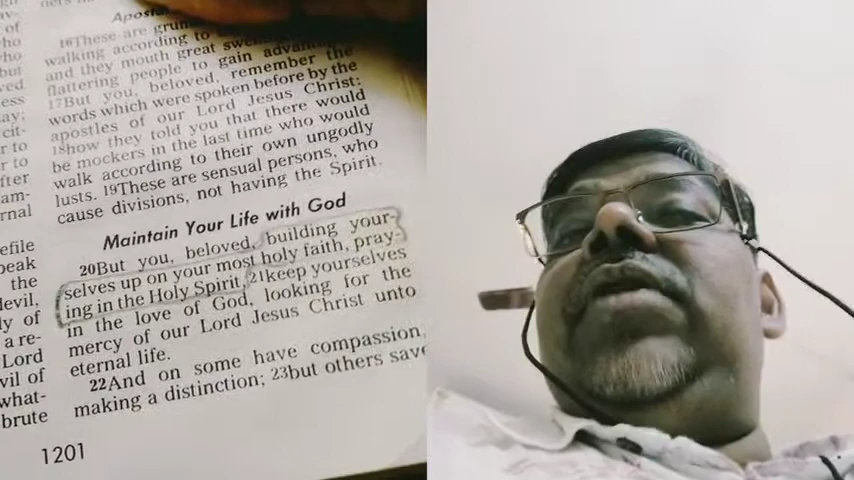 16These are grum
walking according to
and they mouth great swel
flattering people to gain advan
17But you, beloved, remember the
words which were spoken before by the
apostles of our Lord Jesus Christ:
18how they told you that there would
be mockers in the last time who would
walk according to their own ungodly
lusts. 19These are sensual persons, who
cause divisions, not having the Spirit.
Maintain Your Life with God
20But you, beloved, building your-
selves up on your most holy faith, pray-
ing in the Holy Spirit, 21keep yourselves
in the love of God, looking for the
mercy of our Lord Jesus Christ unto
eternal life.
22And on some have compassion,
making a distinction; 23but others save
1201